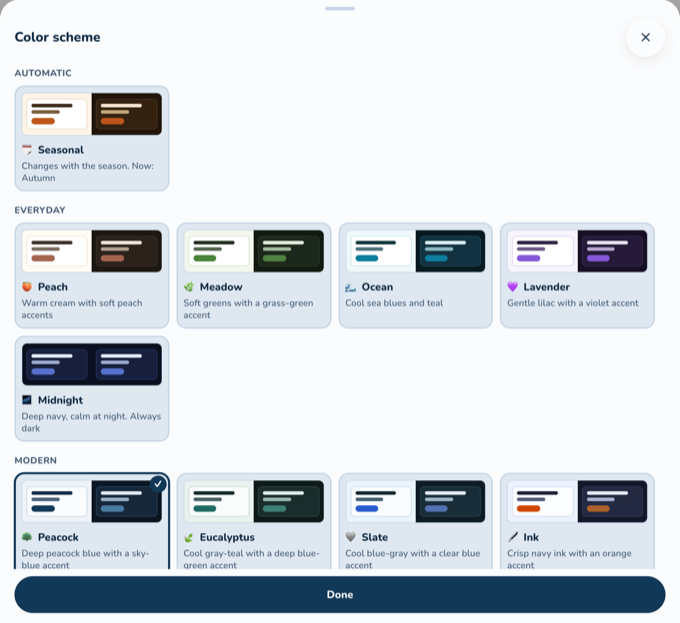 Color scheme
AUTOMATIC
Seasonal
Changes with the season. Now:
Autumn
EVERYDAY
Peach
Warm cream with soft peach
accents
Meadow
Soft greens with a grass-green
accent
Ocean
Cool sea blues and teal
Lavender
Gentle lilac with a violet accent
Midnight
Deep navy, calm at night. Always
dark
MODERN
Peacock
Deep peacock blue with a sky-
blue accent
Eucalyptus
Cool gray-teal with a deep blue-
green accent
Slate
Cool blue-gray with a clear blue
accent
Ink
Crisp navy ink with an orange
accent
Done